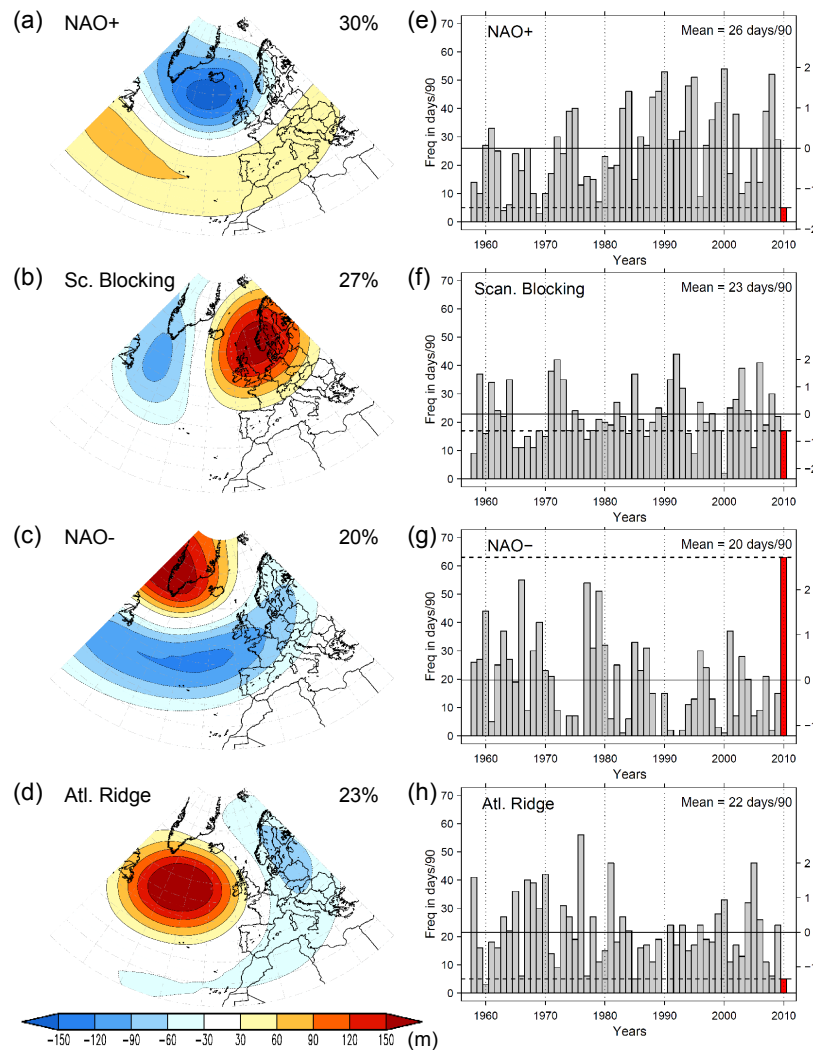 (a) NAO+ 30%
(e) NAO+ Mean = 26 days/90
Freq in days/90
70
60
50
40
30
20
10
0
2
1
0
-1
-2
1960 1970 1980 1990 2000 2010
Years
(b) Sc. Blocking 27%
(f) Scan. Blocking Mean = 23 days/90
Freq in days/90
70
60
50
40
30
20
10
0
2
1
0
-1
-2
1960 1970 1980 1990 2000 2010
Years
(c) NAO- 20%
(g) NAO− Mean = 20 days/90
Freq in days/90
70
60
50
40
30
20
10
0
2
1
0
-1
1960 1970 1980 1990 2000 2010
Years
(d) Atl. Ridge 23%
(h) Atl. Ridge Mean = 22 days/90
Freq in days/90
70
60
50
40
30
20
10
0
2
1
0
-1
1960 1970 1980 1990 2000 2010
Years
-150 -120 -90 -60 -30 30 60 90 120 150 (m)